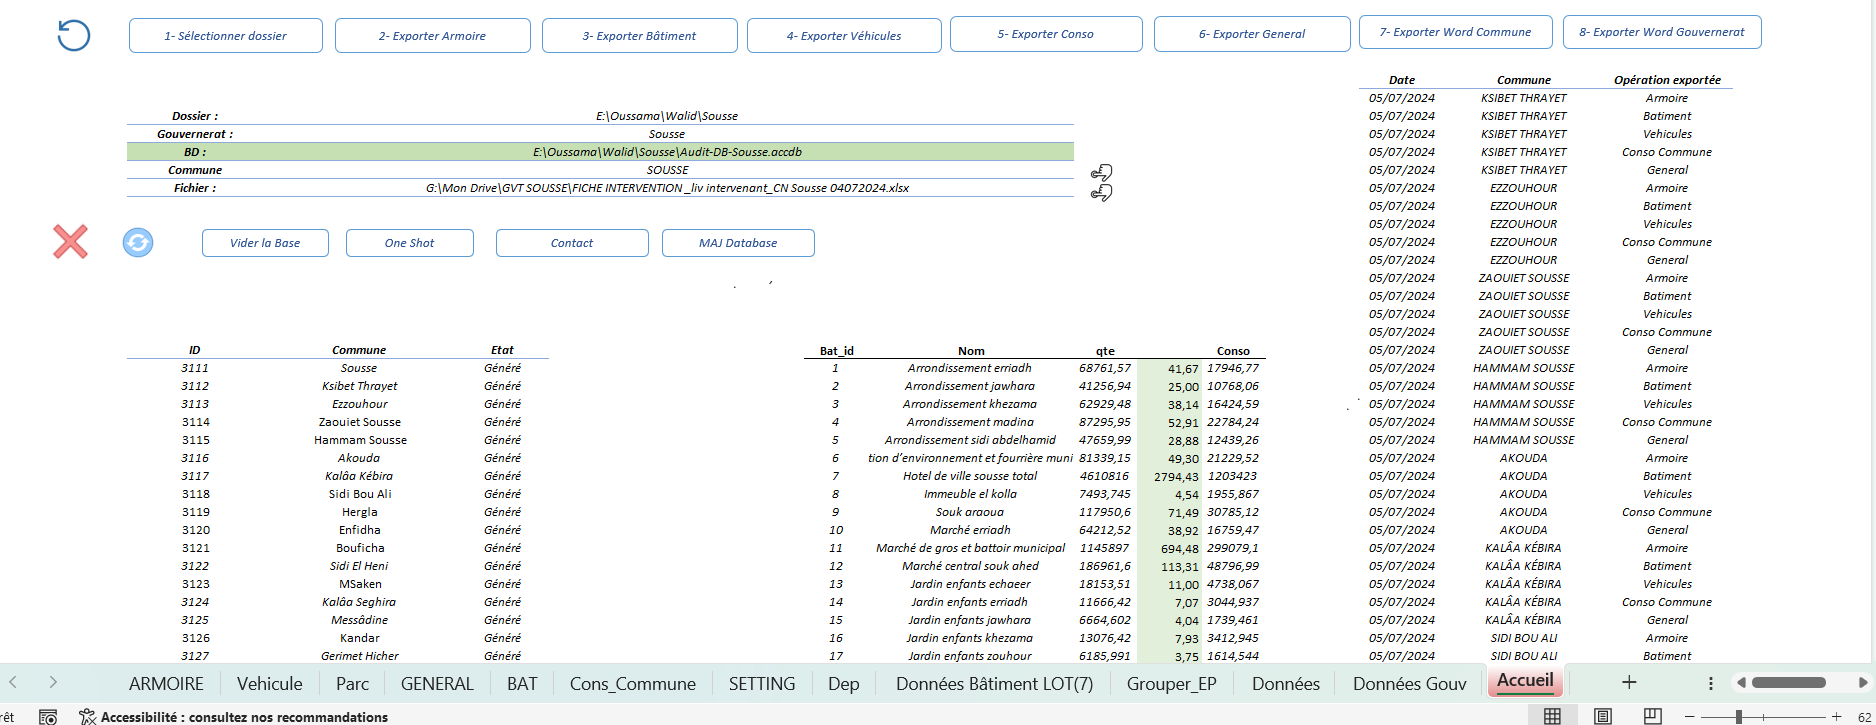 1- Sélectionner dossier
2- Exporter Armoire
3- Exporter Bâtiment
4- Exporter Véhicules
5- Exporter Conso
6- Exporter General
7- Exporter Word Commune
8- Exporter Word Gouvernerat
Dossier : E:\Oussama\Walid\Sousse
Gouvernerat : Sousse
BD : E:\Oussama\Walid\Sousse\Audit-DB-Sousse.accdb
Commune SOUSSE
Fichier : G:\Mon Drive\GVT SOUSSE\FICHE INTERVENTION _liv intervenant_CN Sousse 04072024.xlsx
Vider la Base
One Shot
Contact
MAJ Database
ID Commune Etat
3111 Sousse Généré
3112 Ksibet Thrayet Généré
3113 Ezzouhour Généré
3114 Zaouiet Sousse Généré
3115 Hammam Sousse Généré
3116 Akouda Généré
3117 Kalâa Kébira Généré
3118 Sidi Bou Ali Généré
3119 Hergla Généré
3120 Enfidha Généré
3121 Bouficha Généré
3122 Sidi El Heni Généré
3123 MSaken Généré
3124 Kalâa Seghira Généré
3125 Messâdine Généré
3126 Kandar Généré
3127 Gerimet Hicher Généré
Bat_id Nom qte Conso
1 Arrondissement erriadh 68761,57 41,67 17946,77
2 Arrondissement jawhara 41256,94 25,00 10768,06
3 Arrondissement khezama 62929,48 38,14 16424,59
4 Arrondissement madina 87295,95 52,91 22784,24
5 Arrondissement sidi abdelhamid 47659,99 28,88 12439,26
6 tion d’environnement et fourrière muni 81339,15 49,30 21229,52
7 Hotel de ville sousse total 4610816 2794,43 1203423
8 Immeuble el kolla 7493,745 4,54 1955,867
9 Souk araoua 117950,6 71,49 30785,12
10 Marché erriadh 64212,52 38,92 16759,47
11 Marché de gros et battoir municipal 1145897 694,48 299079,1
12 Marché central souk ahed 186961,6 113,31 48796,99
13 Jardin enfants echaeer 18153,51 11,00 4738,067
14 Jardin enfants erriadh 11666,42 7,07 3044,937
15 Jardin enfants jawhara 6664,602 4,04 1739,461
16 Jardin enfants khezama 13076,42 7,93 3412,945
17 Jardin enfants zouhour 6185,991 3,75 1614,544
Date Commune Opération exportée
05/07/2024 KSIBET THRAYET Armoire
05/07/2024 KSIBET THRAYET Batiment
05/07/2024 KSIBET THRAYET Vehicules
05/07/2024 KSIBET THRAYET Conso Commune
05/07/2024 KSIBET THRAYET General
05/07/2024 EZZOUHOUR Armoire
05/07/2024 EZZOUHOUR Batiment
05/07/2024 EZZOUHOUR Vehicules
05/07/2024 EZZOUHOUR Conso Commune
05/07/2024 EZZOUHOUR General
05/07/2024 ZAOUIET SOUSSE Armoire
05/07/2024 ZAOUIET SOUSSE Batiment
05/07/2024 ZAOUIET SOUSSE Vehicules
05/07/2024 ZAOUIET SOUSSE Conso Commune
05/07/2024 ZAOUIET SOUSSE General
05/07/2024 HAMMAM SOUSSE Armoire
05/07/2024 HAMMAM SOUSSE Batiment
05/07/2024 HAMMAM SOUSSE Vehicules
05/07/2024 HAMMAM SOUSSE Conso Commune
05/07/2024 HAMMAM SOUSSE General
05/07/2024 AKOUDA Armoire
05/07/2024 AKOUDA Batiment
05/07/2024 AKOUDA Vehicules
05/07/2024 AKOUDA Conso Commune
05/07/2024 AKOUDA General
05/07/2024 KALÂA KÉBIRA Armoire
05/07/2024 KALÂA KÉBIRA Batiment
05/07/2024 KALÂA KÉBIRA Vehicules
05/07/2024 KALÂA KÉBIRA Conso Commune
05/07/2024 KALÂA KÉBIRA General
05/07/2024 SIDI BOU ALI Armoire
05/07/2024 SIDI BOU ALI Batiment
ARMOIRE Vehicule Parc GENERAL BAT Cons_Commune SETTING Dep Données Bâtiment LOT(7) Grouper_EP Données Données Gouv Accueil
rêt Accessibilité : consultez nos recommandations 62